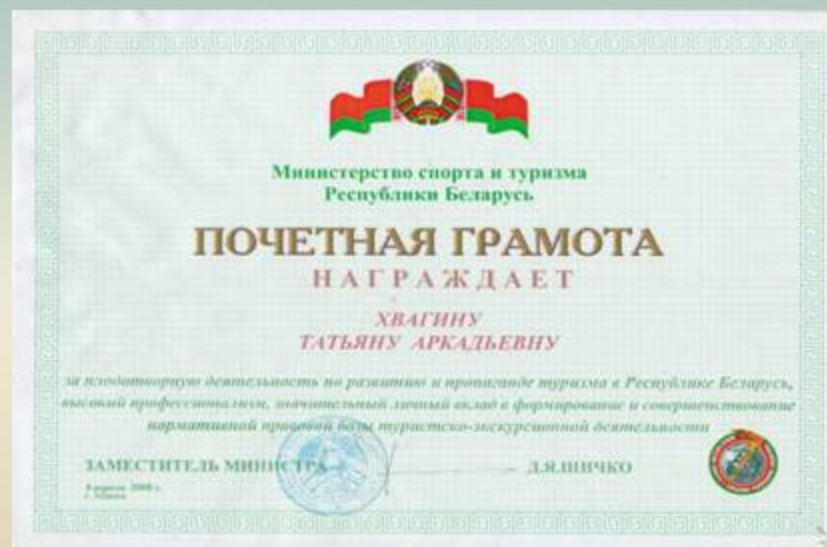 Министерство спорта и туризма
Республики Беларусь
ПОЧЕТНАЯ ГРАМОТА
НАГРАЖДАЕТ
ХВАГИНУ
ТАТЬЯНУ АРКАДЬЕВНУ
за плодотворную деятельность по развитию и пропаганде туризма в Республике Беларусь,
высокий профессионализм, значительный личный вклад в формирование и совершенствование
нормативной правовой базы туристско-экскурсионной деятельности
ЗАМЕСТИТЕЛЬ МИНИСТРА Д.Я.ШИЧКО